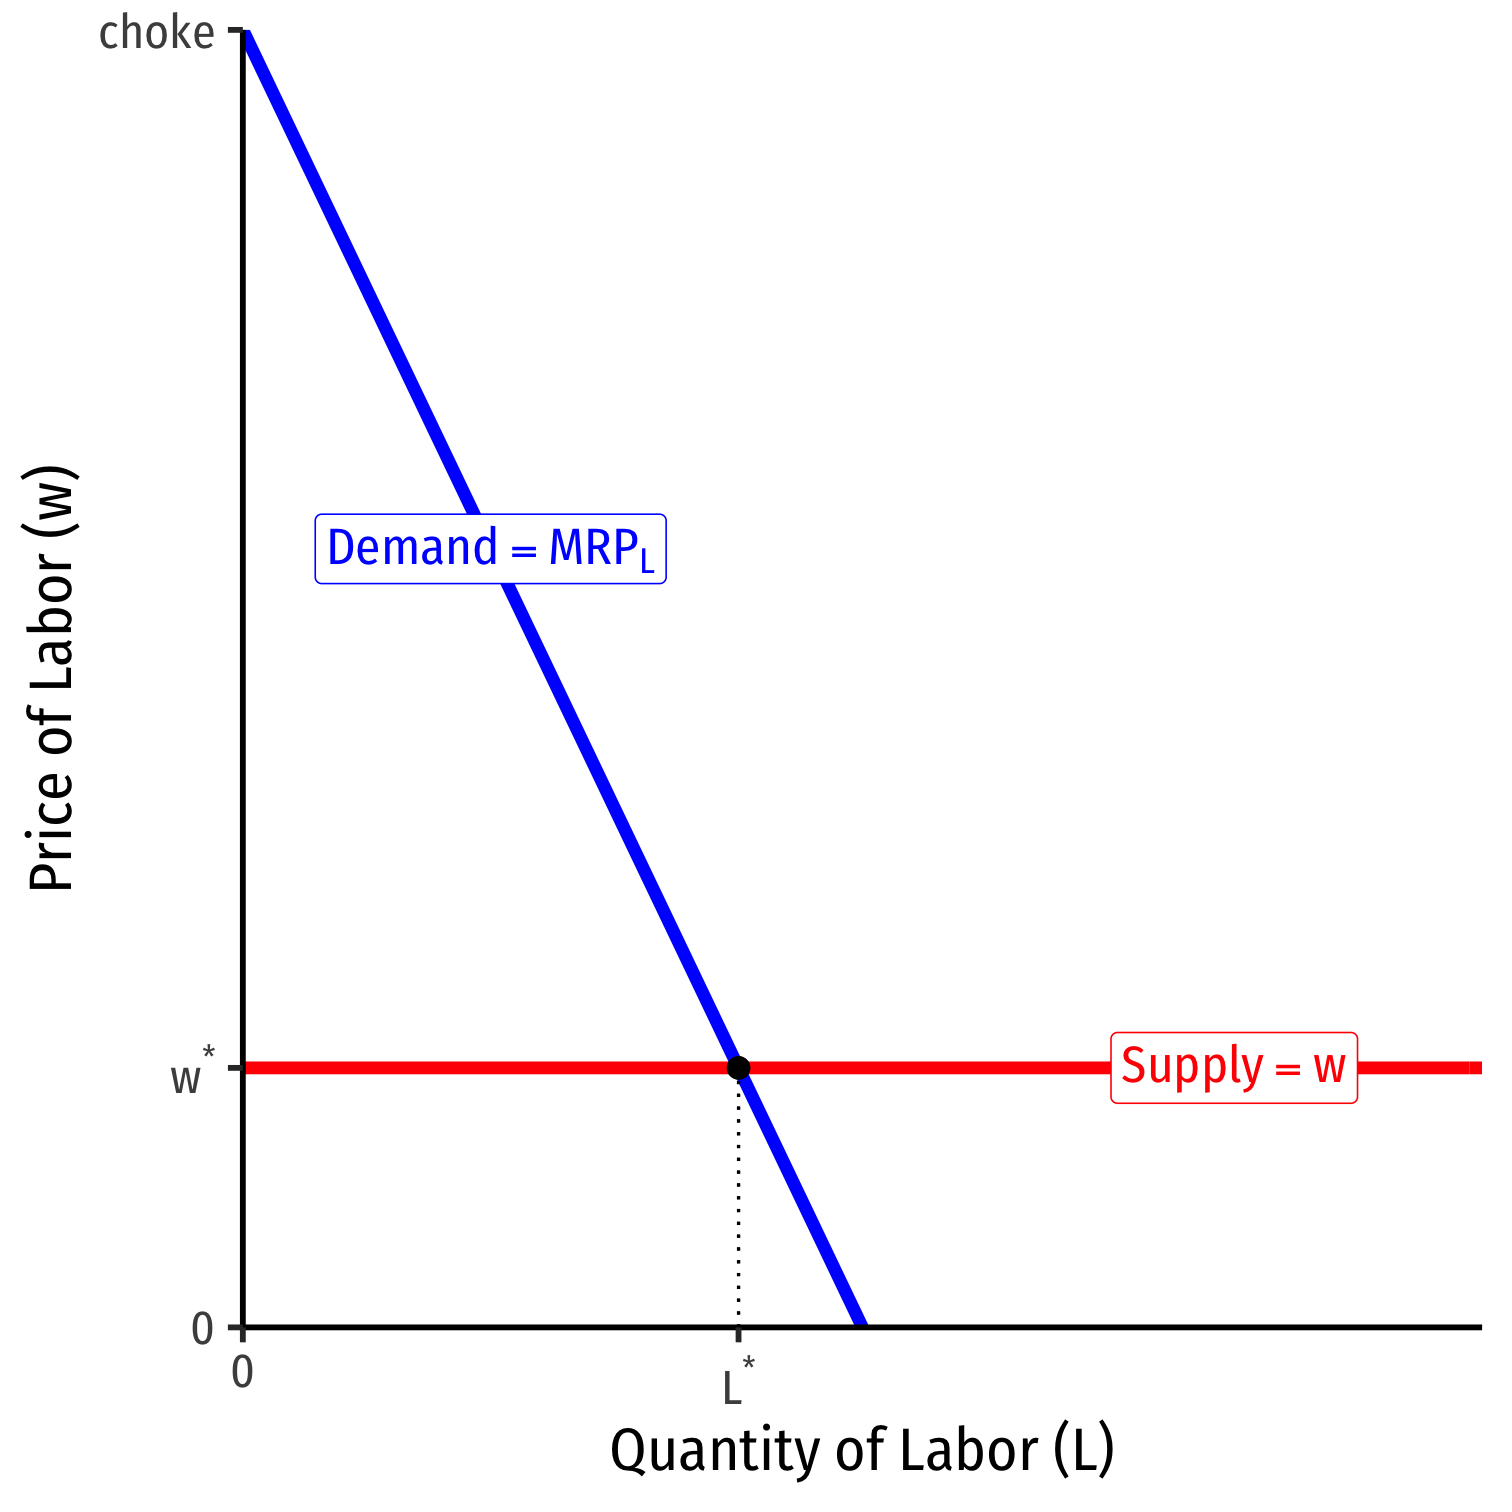 choke
Price of Labor (w)
Demand = MRP_L
w*
Supply = w
0
0
L*
Quantity of Labor (L)